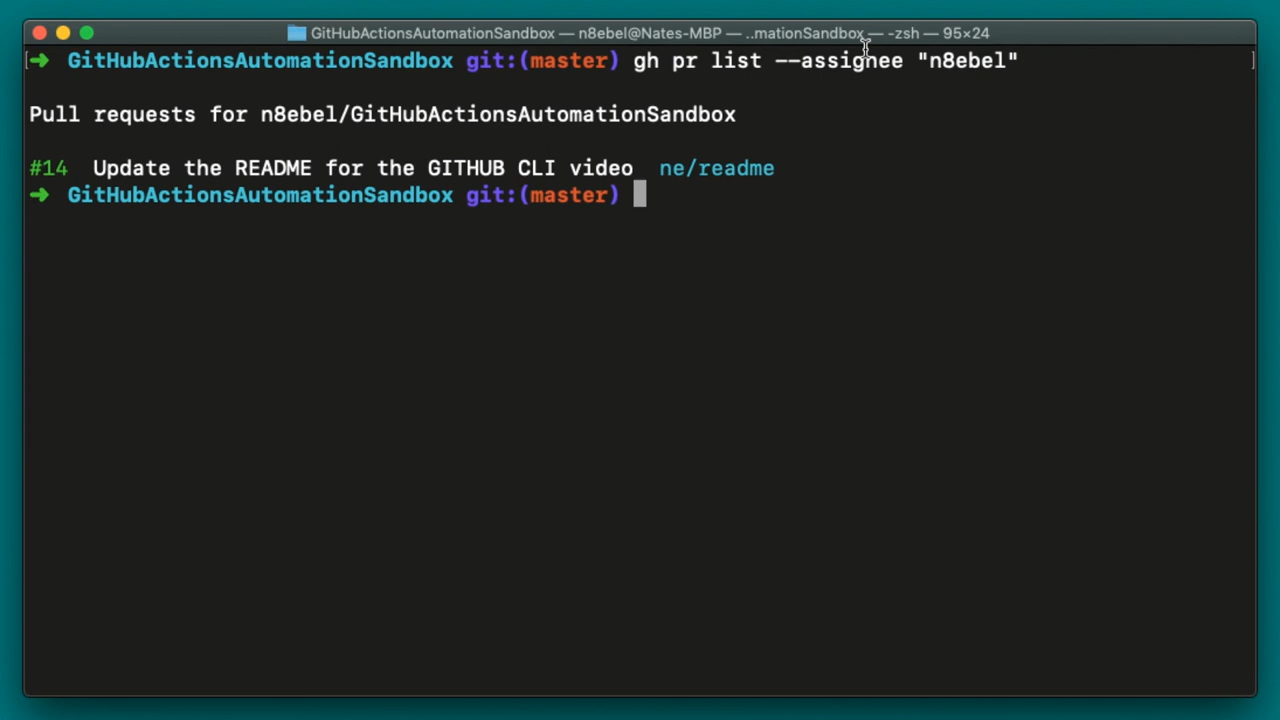 GitHubActionsAutomationSandbox — n8ebel@Nates-MBP — ..mationSandbox — -zsh — 95×24
➜ GitHubActionsAutomationSandbox git:(master) gh pr list --assignee "n8ebel"
Pull requests for n8ebel/GitHubActionsAutomationSandbox
#14 Update the README for the GITHUB CLI video ne/readme
➜ GitHubActionsAutomationSandbox git:(master)